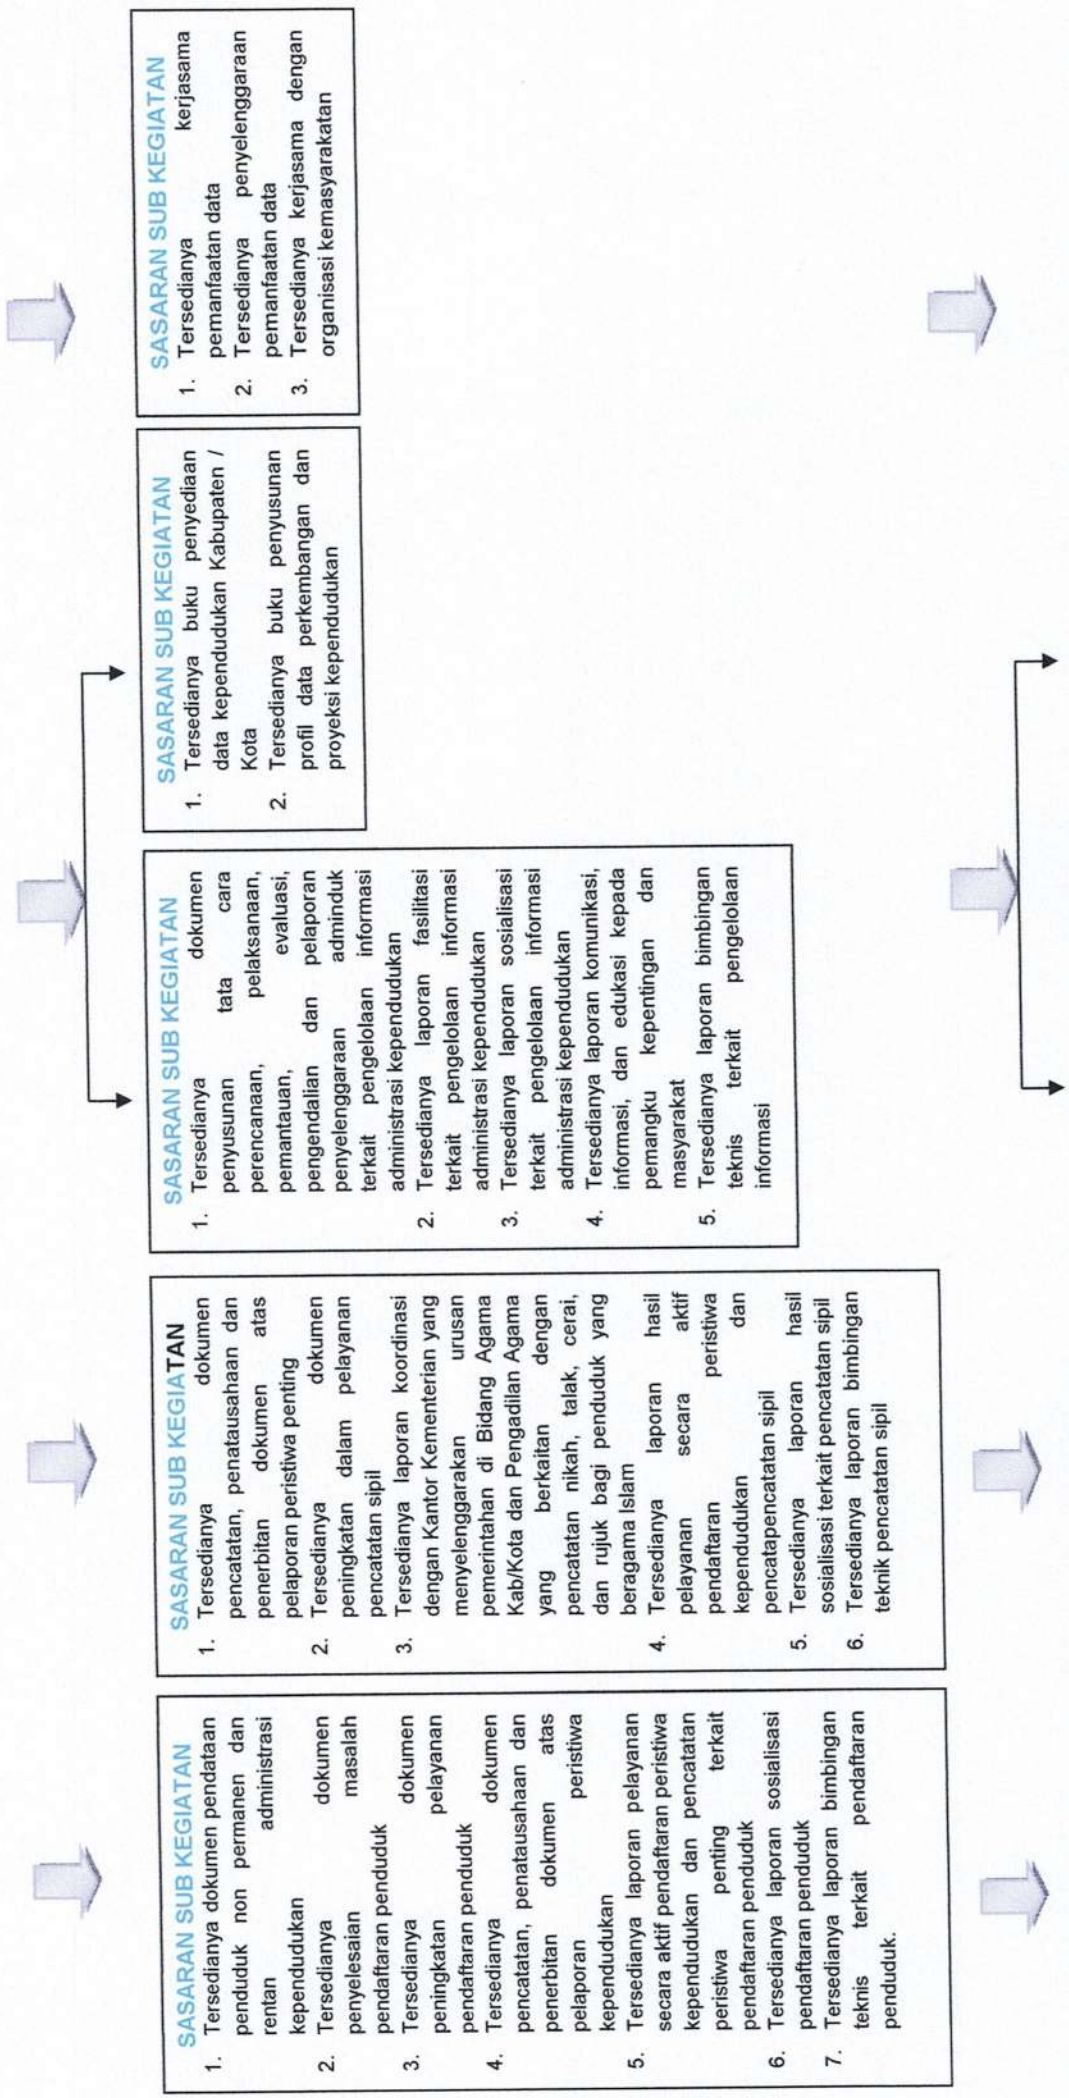 SASARAN SUB KEGIATAN
1. Tersedianya dokumen pendataan
penduduk non permanen dan
rentan administrasi
kependudukan
2. Tersedianya dokumen
penyelesaian masalah
pendaftaran penduduk
3. Tersedianya dokumen
peningkatan pelayanan
pendaftaran penduduk
4. Tersedianya dokumen
pencatatan, penatausahaan dan
penerbitan dokumen atas
pelaporan peristiwa
kependudukan
5. Tersedianya laporan pelayanan
secara aktif pendaftaran peristiwa
kependudukan dan pencatatan
peristiwa penting terkait
pendaftaran penduduk
6. Tersedianya laporan sosialisasi
pendaftaran penduduk
7. Tersedianya laporan bimbingan
teknis terkait pendaftaran
penduduk.
SASARAN SUB KEGIATAN
1. Tersedianya dokumen
pencatatan, penatausahaan dan
penerbitan dokumen atas
pelaporan peristiwa penting
2. Tersedianya dokumen
peningkatan dalam pelayanan
pencatatan sipil
3. Tersedianya laporan koordinasi
dengan Kantor Kementerian yang
menyelenggarakan urusan
pemerintahan di Bidang Agama
Kab/Kota dan Pengadilan Agama
yang berkaitan dengan
pencatatan nikah, talak, cerai,
dan rujuk bagi penduduk yang
beragama Islam
4. Tersedianya laporan hasil
pelayanan secara aktif
pendaftaran peristiwa
kependudukan dan
pencatapencatatan sipil
5. Tersedianya laporan hasil
sosialisasi terkait pencatatan sipil
6. Tersedianya laporan bimbingan
teknik pencatatan sipil
SASARAN SUB KEGIATAN
1. Tersedianya dokumen
penyusunan tata cara
perencanaan, pelaksanaan,
pemantauan, evaluasi,
pengendalian dan pelaporan
penyelenggaraan adminduk
terkait pengelolaan informasi
administrasi kependudukan
2. Tersedianya laporan fasilitasi
terkait pengelolaan informasi
administrasi kependudukan
3. Tersedianya laporan sosialisasi
terkait pengelolaan informasi
administrasi kependudukan
4. Tersedianya laporan komunikasi,
informasi, dan edukasi kepada
pemangku kepentingan dan
masyarakat
5. Tersedianya laporan bimbingan
teknis terkait pengelolaan
informasi
SASARAN SUB KEGIATAN
1. Tersedianya buku penyediaan
data kependudukan Kabupaten /
Kota
2. Tersedianya buku penyusunan
profil data perkembangan dan
proyeksi kependudukan
SASARAN SUB KEGIATAN
1. Tersedianya kerjasama
pemanfaatan data
2. Tersedianya penyelenggaraan
pemanfaatan data
3. Tersedianya kerjasama dengan
organisasi kemasyarakatan